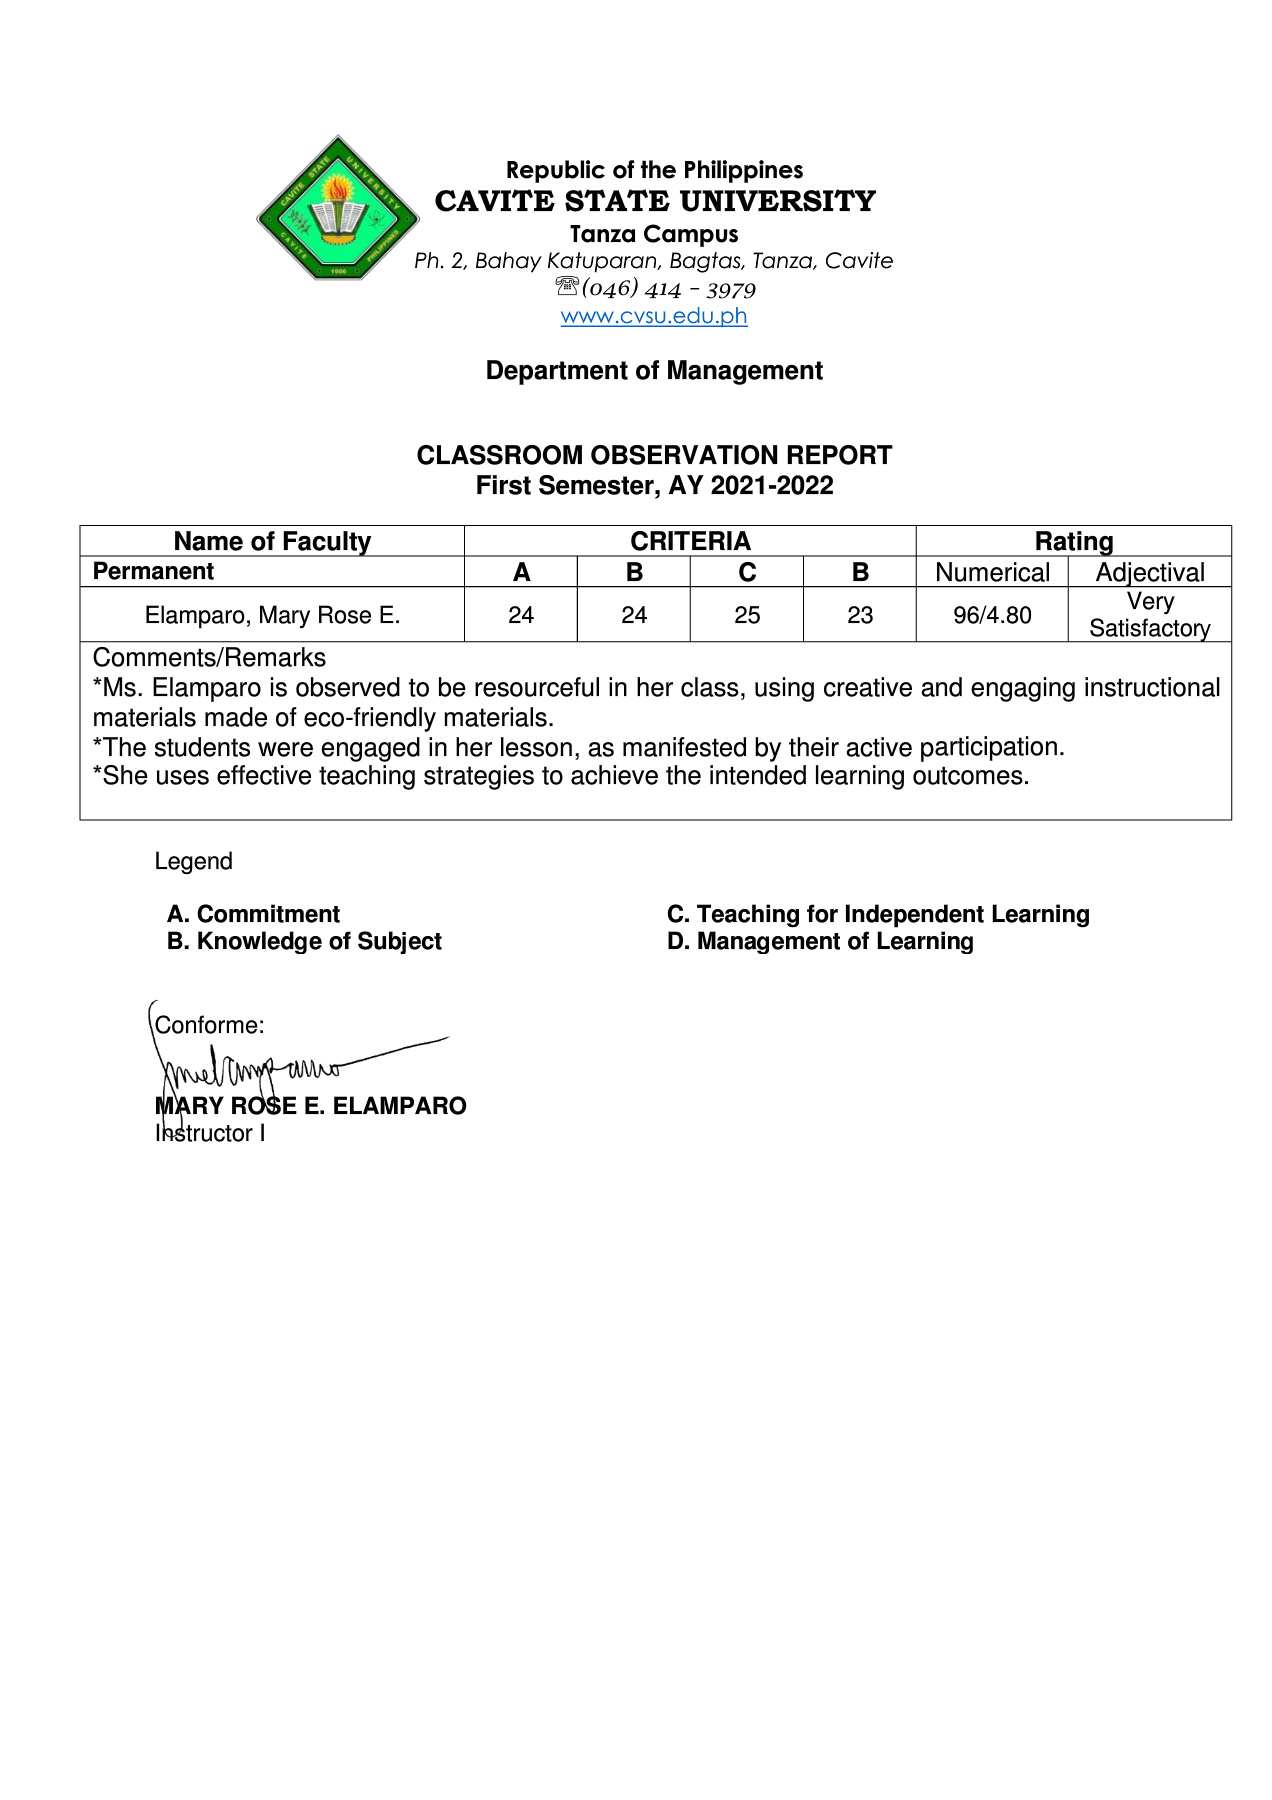 CAVITE STATE UNIVERSITY
CAVITE PHILIPPINES
1906
Republic of the Philippines
CAVITE STATE UNIVERSITY
Tanza Campus
Ph. 2, Bahay Katuparan, Bagtas, Tanza, Cavite
(046) 414 – 3979
www.cvsu.edu.ph
Department of Management
CLASSROOM OBSERVATION REPORT
First Semester, AY 2021-2022
Name of Faculty CRITERIA Rating
Permanent A B C B Numerical Adjectival
Elamparo, Mary Rose E. 24 24 25 23 96/4.80 Very Satisfactory
Comments/Remarks
*Ms. Elamparo is observed to be resourceful in her class, using creative and engaging instructional
materials made of eco-friendly materials.
*The students were engaged in her lesson, as manifested by their active participation.
*She uses effective teaching strategies to achieve the intended learning outcomes.
Legend
A. Commitment C. Teaching for Independent Learning
B. Knowledge of Subject D. Management of Learning
Conforme:
MARY ROSE E. ELAMPARO
Instructor I